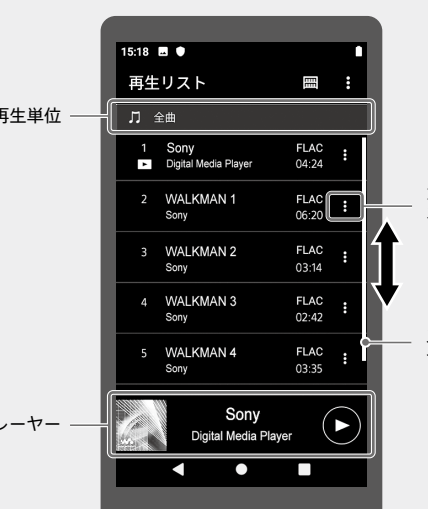 15:18
再生リスト
再生単位
全曲
1 Sony FLAC
Digital Media Player 04:24
2 WALKMAN 1 FLAC
Sony 06:20
3 WALKMAN 2 FLAC
Sony 03:14
4 WALKMAN 3 FLAC
Sony 02:42
5 WALKMAN 4 FLAC
Sony 03:35
レーヤー
Sony
Digital Media Player